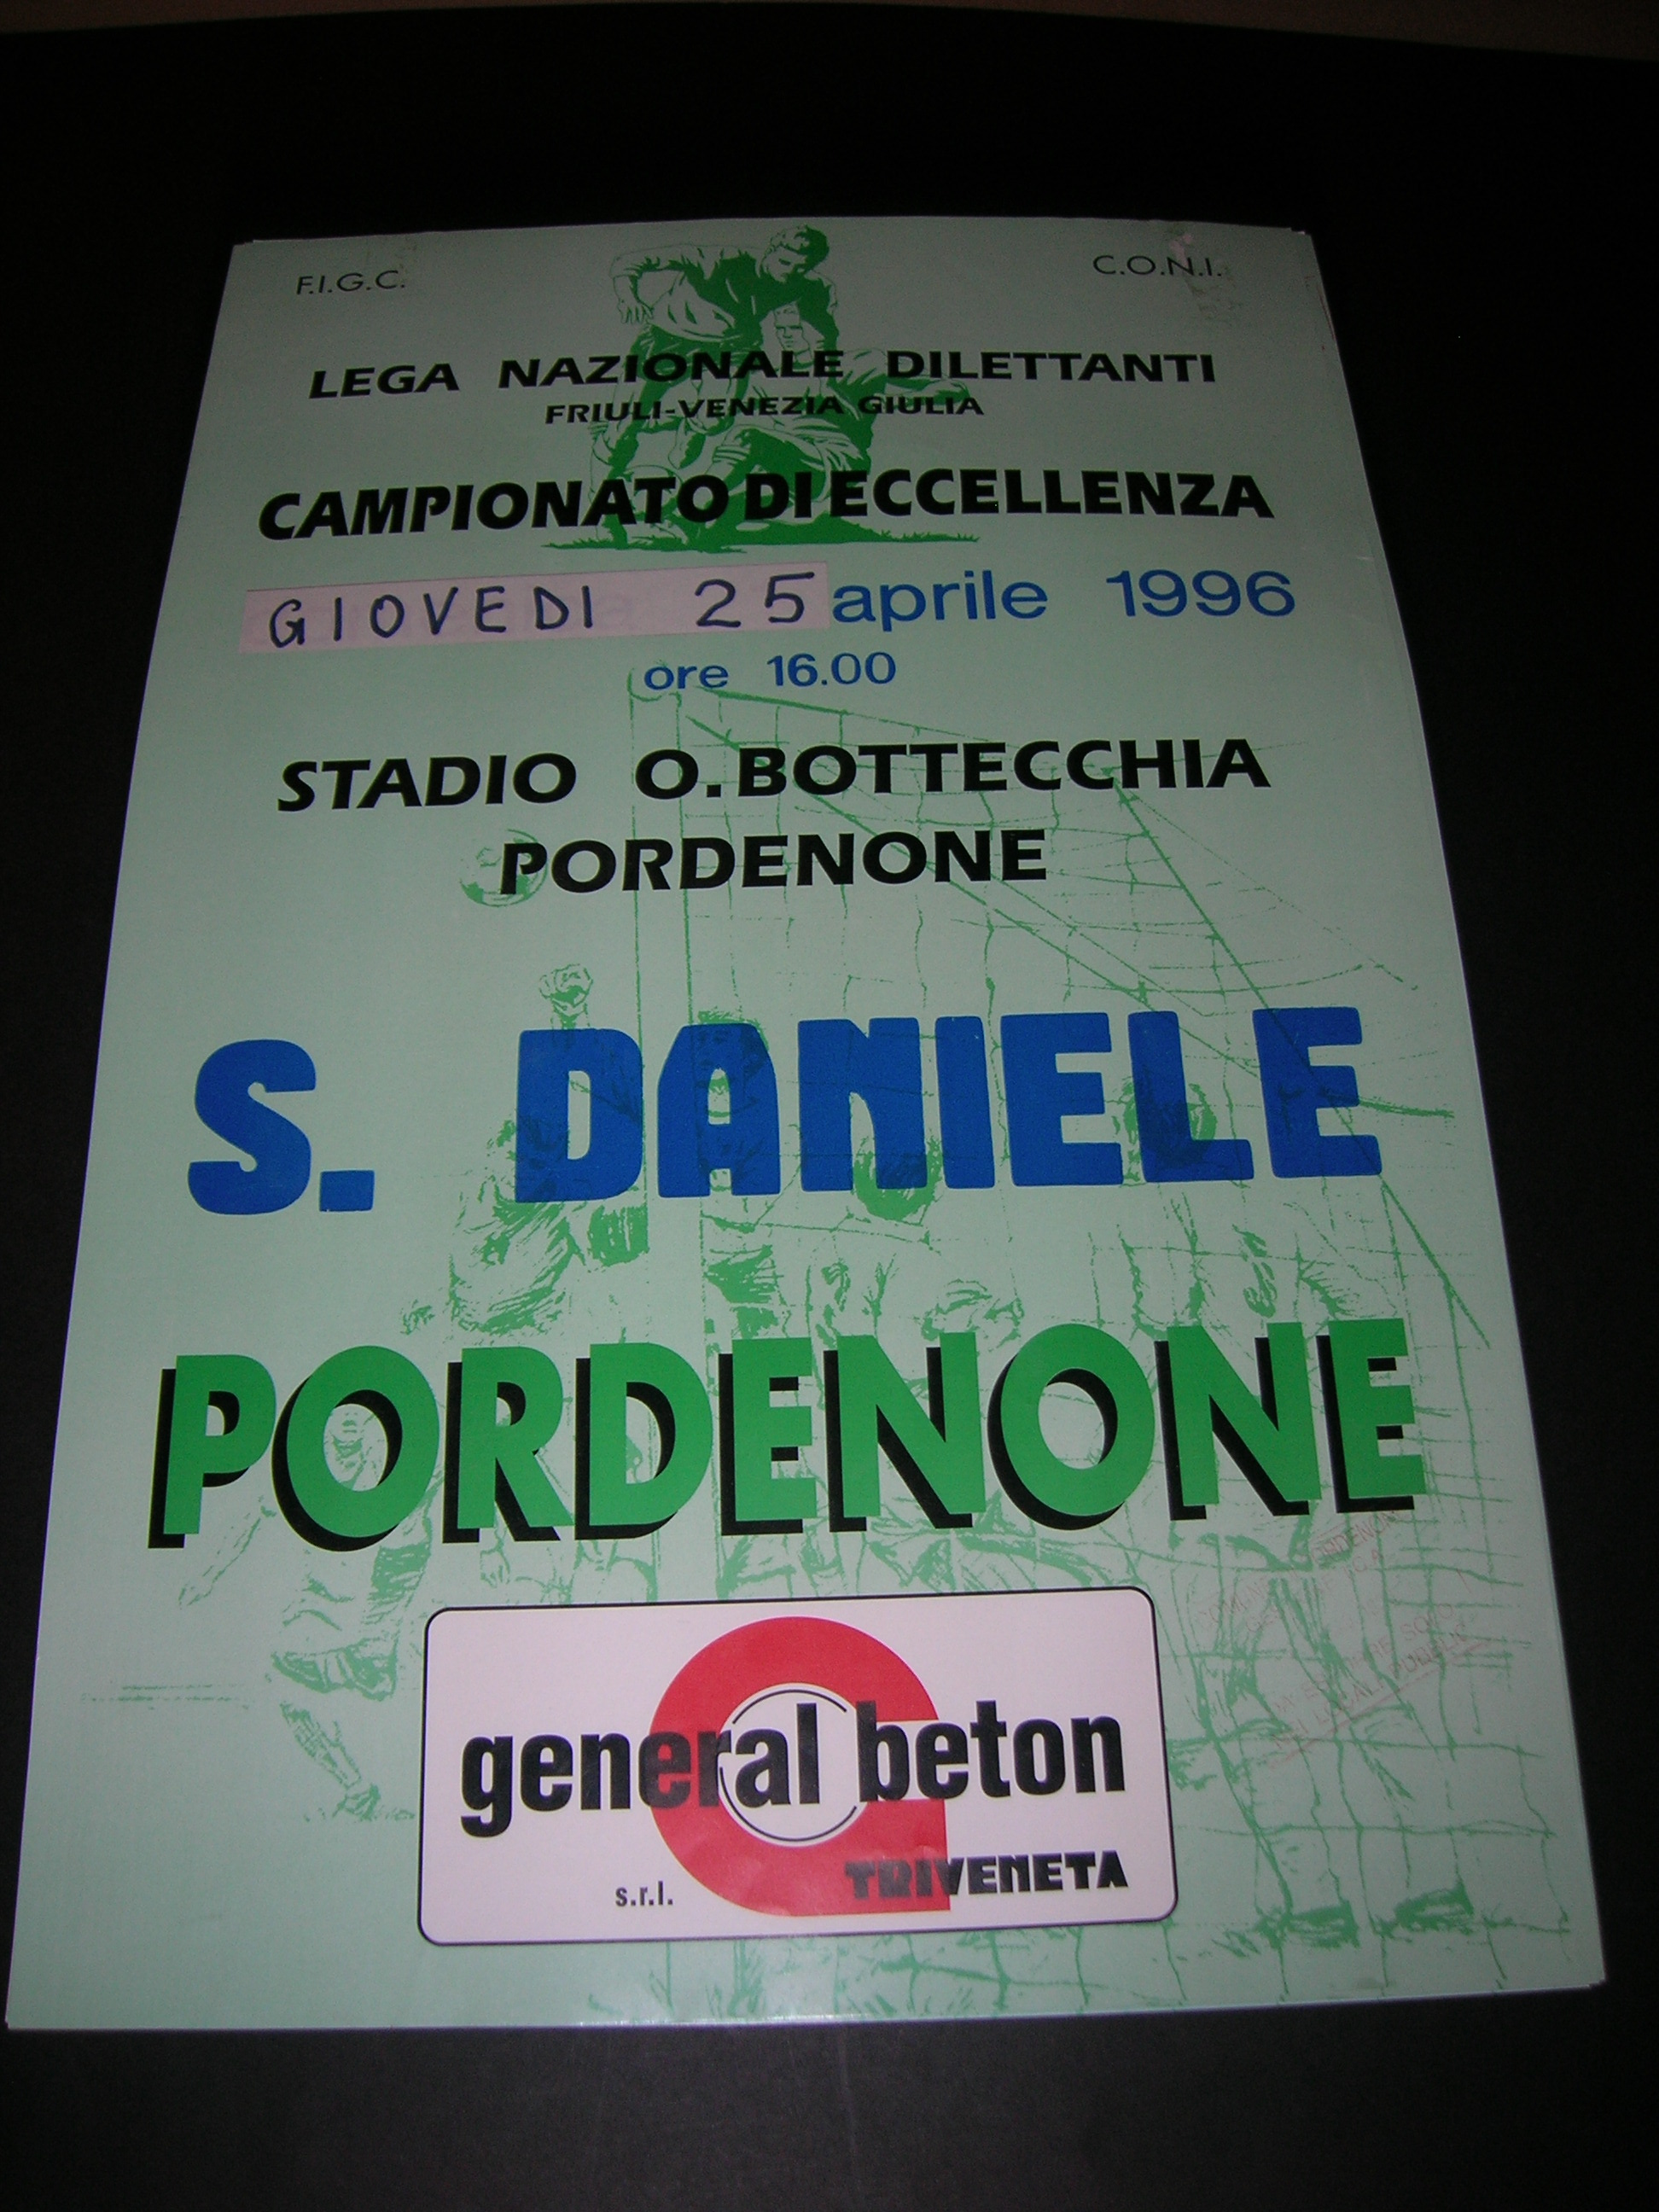 F.I.G.C. C.O.N.I.
LEGA NAZIONALE DILETTANTI
FRIULI-VENEZIA GIULIA
CAMPIONATO DI ECCELLENZA
GIOVEDI 25 aprile 1996
ore 16.00
STADIO O. BOTTECCHIA
PORDENONE
S. DANIELE
PORDENONE
general beton
s.r.l. TRIVENETA